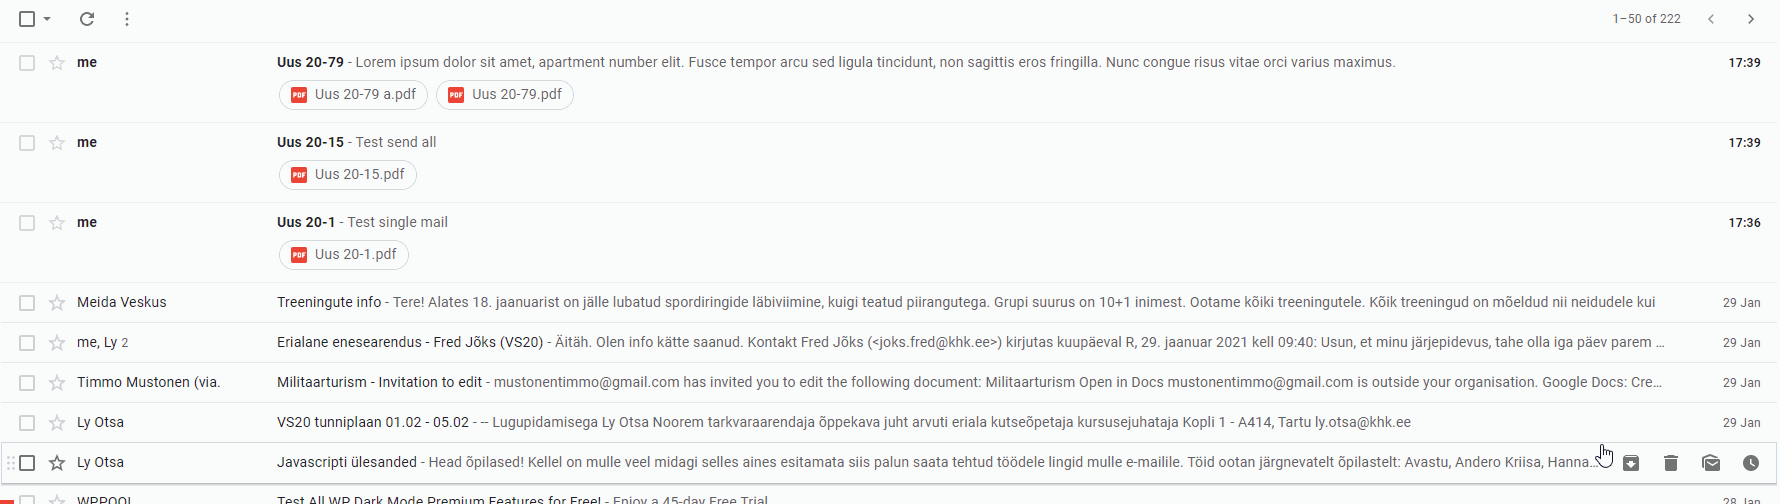 1–50 of 222
me Uus 20-79 - Lorem ipsum dolor sit amet, apartment number elit. Fusce tempor arcu sed ligula tincidunt, non sagittis eros fringilla. Nunc congue risus vitae orci varius maximus. 17:39
PDF Uus 20-79 a.pdf PDF Uus 20-79.pdf
me Uus 20-15 - Test send all 17:39
PDF Uus 20-15.pdf
me Uus 20-1 - Test single mail 17:36
PDF Uus 20-1.pdf
Meida Veskus Treeningute info - Tere! Alates 18. jaanuarist on jälle lubatud spordiringide läbiviimine, kuigi teatud piirangutega. Grupi suurus on 10+1 inimest. Ootame kõiki treeningutele. Kõik treeningud on mõeldud nii neidudele kui 29 Jan
me, Ly 2 Erialane enesearendus - Fred Jõks (VS20) - Äitäh. Olen info kätte saanud. Kontakt Fred Jõks (<joks.fred@khk.ee>) kirjutas kuupäeval R, 29. jaanuar 2021 kell 09:40: Usun, et minu järjepidevus, tahe olla iga päev parem ... 29 Jan
Timmo Mustonen (via. Militaarturism - Invitation to edit - mustonentimmo@gmail.com has invited you to edit the following document: Militaarturism Open in Docs mustonentimmo@gmail.com is outside your organisation. Google Docs: Cre... 29 Jan
Ly Otsa VS20 tunniplaan 01.02 - 05.02 - -- Lugupidamisega Ly Otsa Noorem tarkvaraarendaja õppekava juht arvuti eriala kutseõpetaja kursusejuhataja Kopli 1 - A414, Tartu ly.otsa@khk.ee 29 Jan
Ly Otsa Javascripti ülesanded - Head õpilased! Kellel on mulle veel midagi selles aines esitamata siis palun saata tehtud töödele lingid mulle e-mailile. Töid ootan järgnevatelt õpilastelt: Avastu, Andero Kriisa, Hanna...
WPPOOL Test All WP Dark Mode Premium Features for Free! - Enjoy a 45-day Free Trial 28 Jan